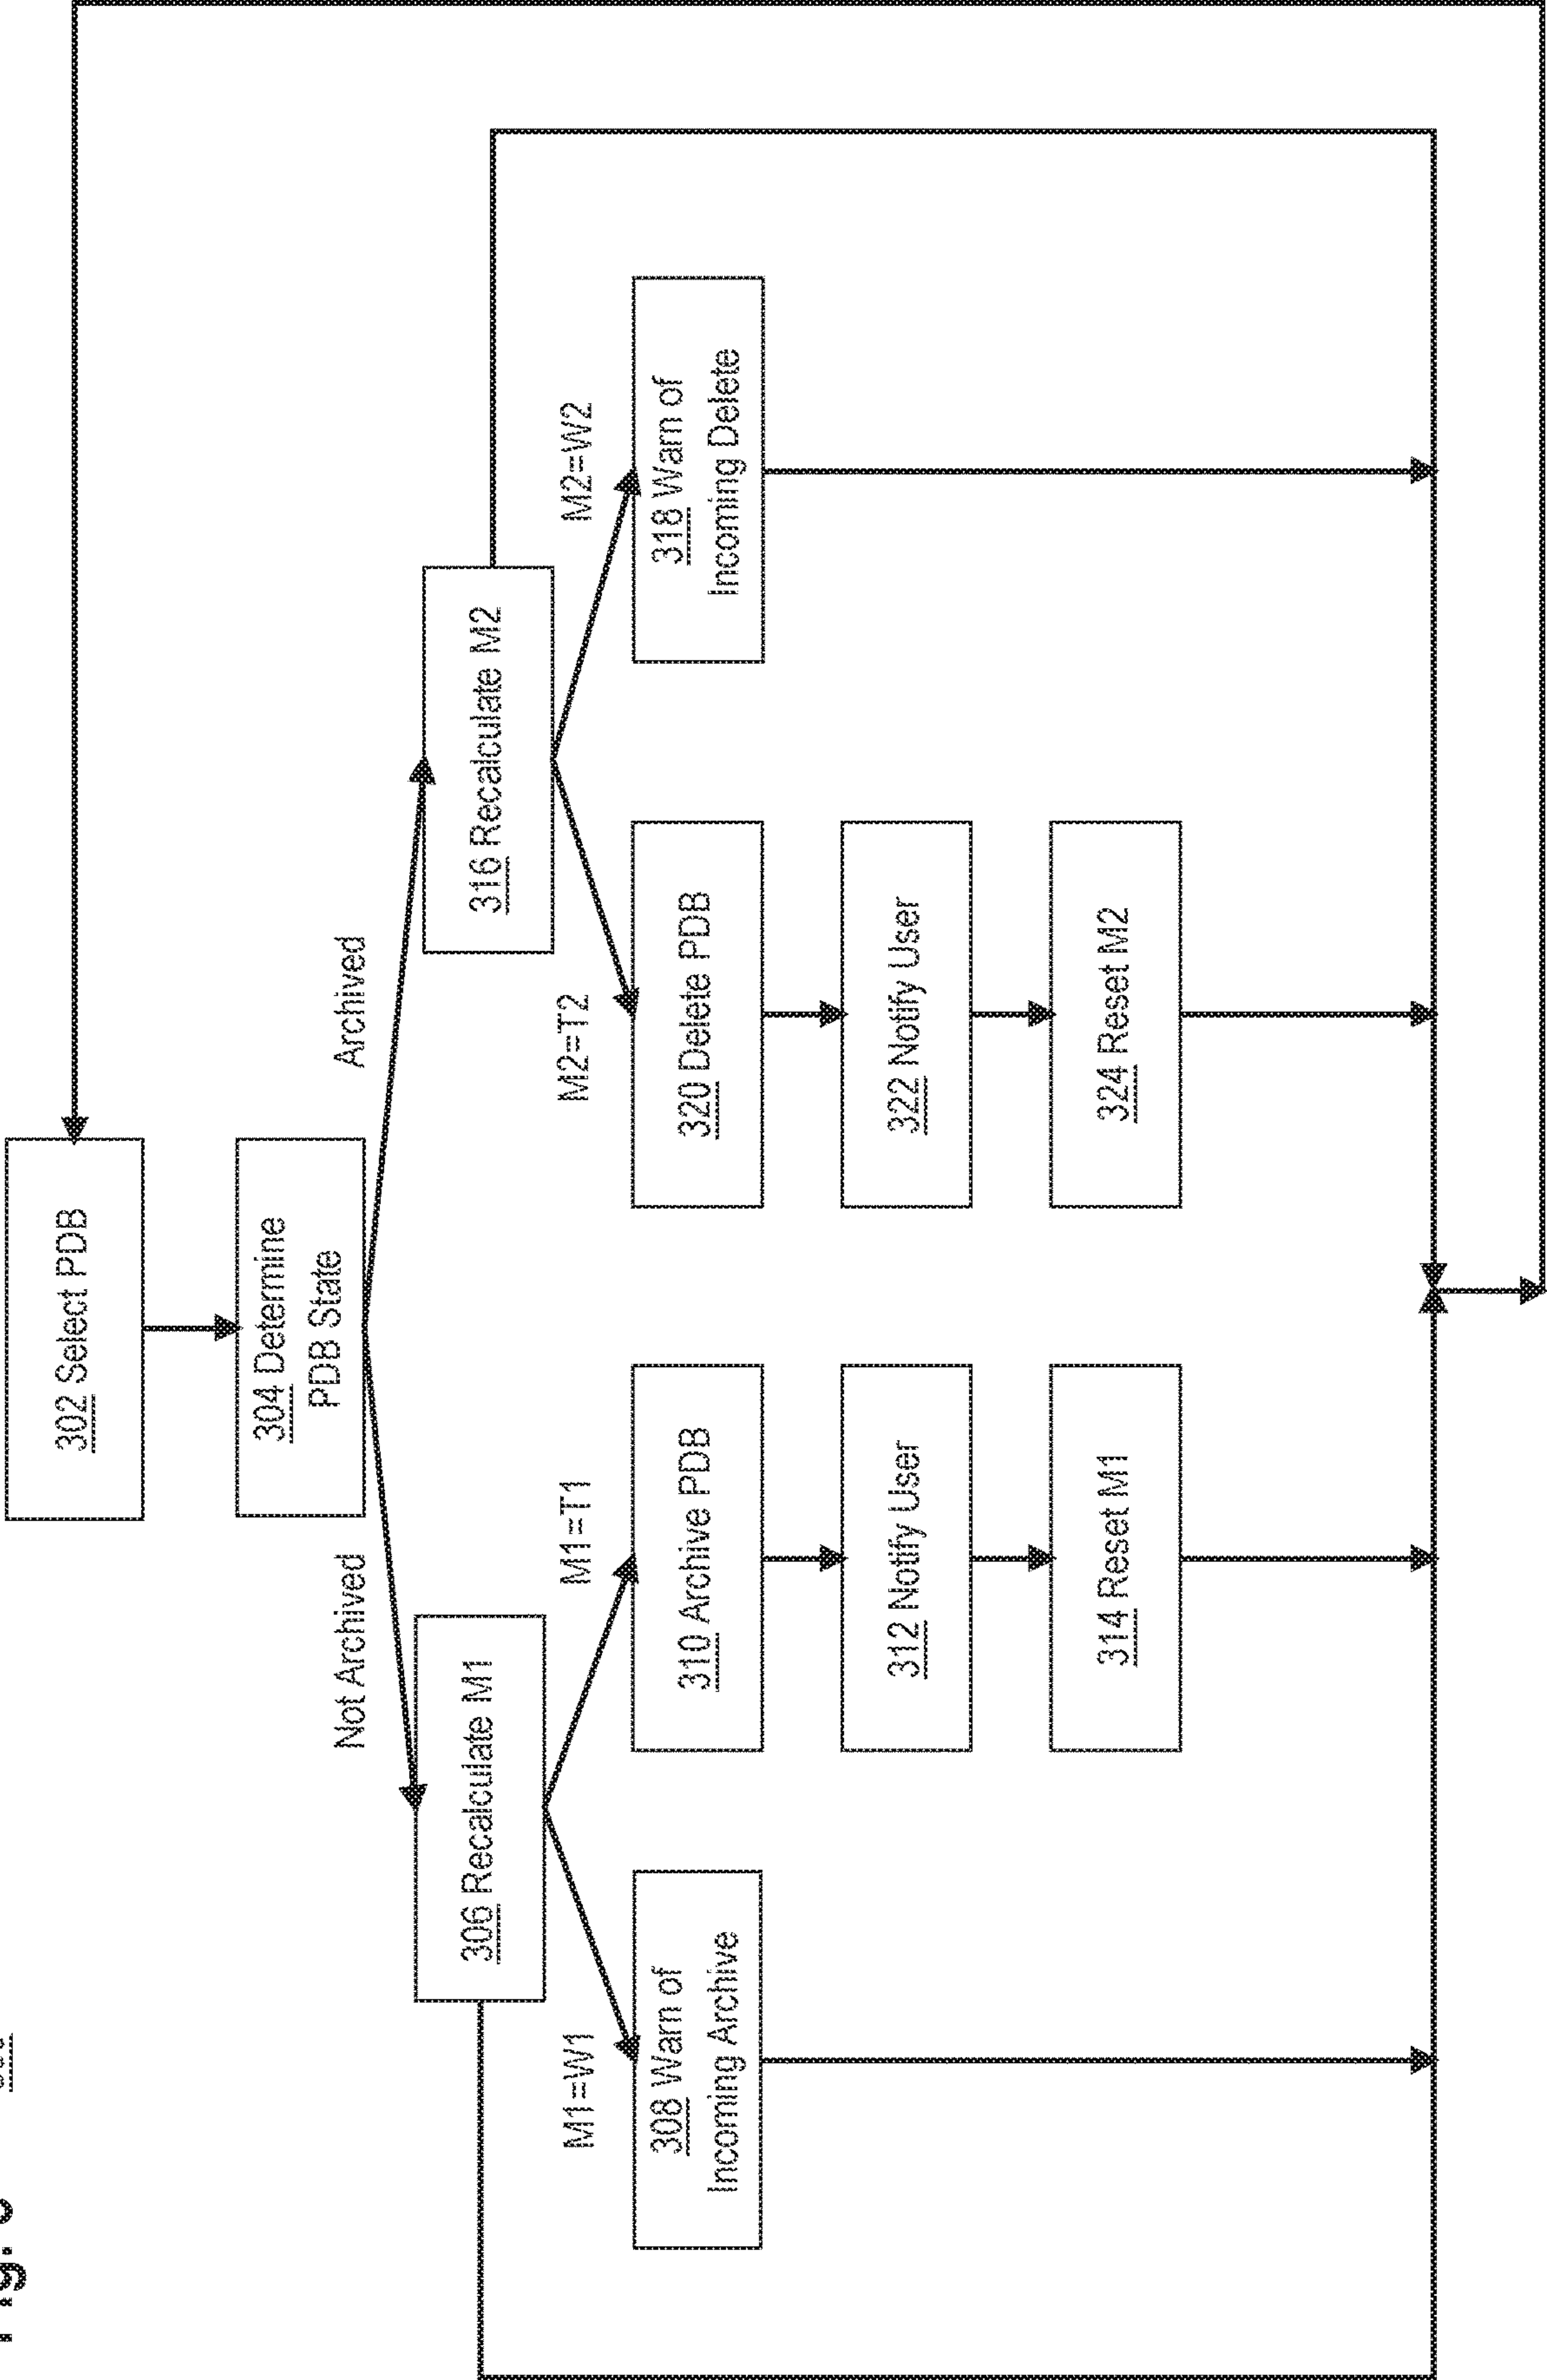 302 Select PDB
304 Determine
PDB State
Not Archived
Archived
306 Recalculate M1
316 Recalculate M2
M1=W1
M1=T1
M2=T2
M2=W2
308 Warn of
Incoming Archive
310 Archive PDB
320 Delete PDB
318 Warn of
Incoming Delete
312 Notify User
322 Notify User
314 Reset M1
324 Reset M2